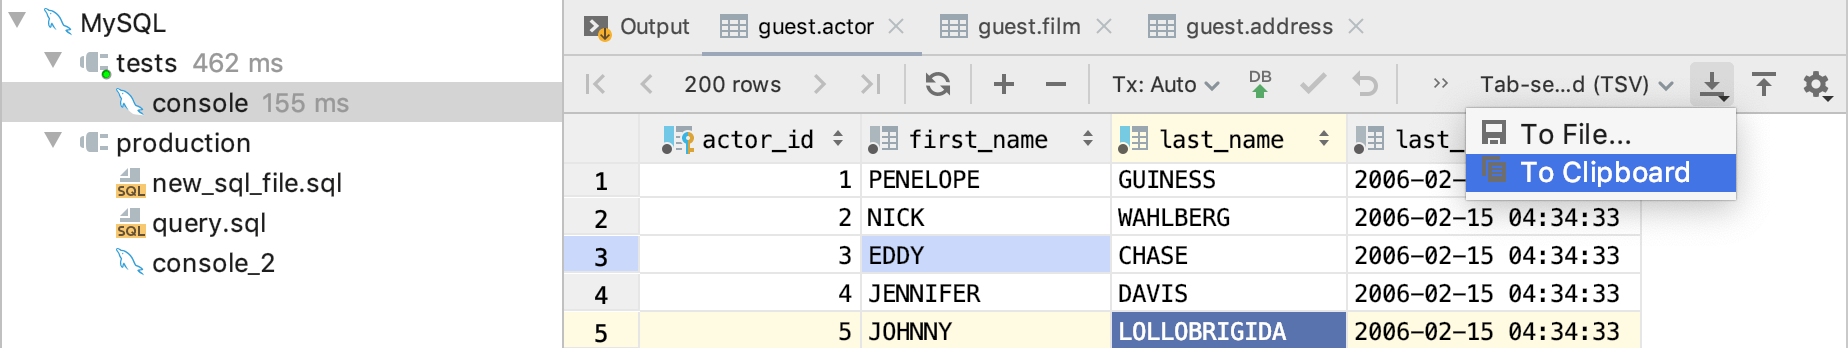 MySQL
tests 462 ms
console 155 ms
production
SQL new_sql_file.sql
SQL query.sql
console_2
Output guest.actor guest.film guest.address
200 rows Tx: Auto DB Tab-se...d (TSV)
To File...
To Clipboard
actor_id first_name last_name last_
1 1 PENELOPE GUINESS 2006-02-
2 2 NICK WAHLBERG 2006-02-15 04:34:33
3 3 EDDY CHASE 2006-02-15 04:34:33
4 4 JENNIFER DAVIS 2006-02-15 04:34:33
5 5 JOHNNY LOLLOBRIGIDA 2006-02-15 04:34:33